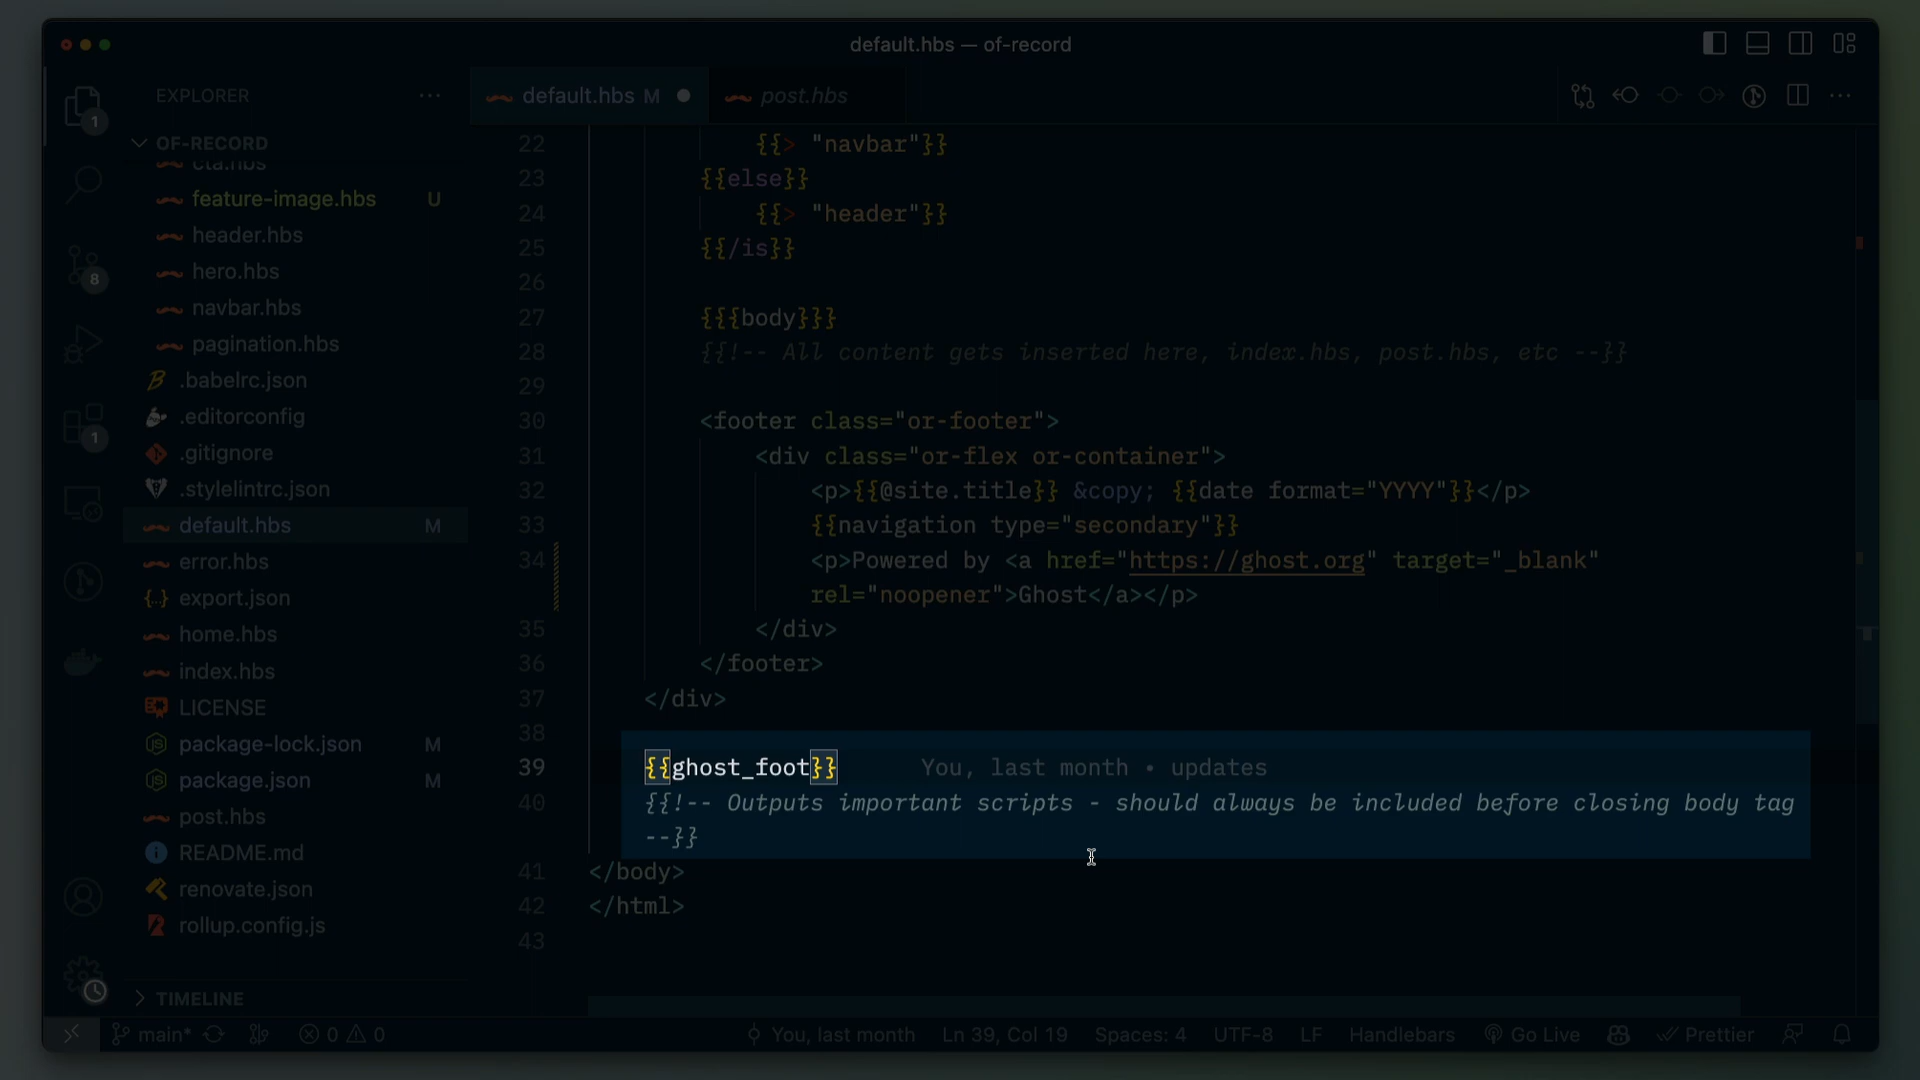 default.hbs — of-record
EXPLORER
default.hbs M
post.hbs
OF-RECORD
cta.hbs
feature-image.hbs U
header.hbs
hero.hbs
navbar.hbs
pagination.hbs
.babelrc.json
.editorconfig
.gitignore
.stylelintrc.json
default.hbs M
error.hbs
export.json
home.hbs
index.hbs
LICENSE
package-lock.json M
package.json M
post.hbs
README.md
renovate.json
rollup.config.js
TIMELINE
1
8
1
22 {{> "navbar"}}
23 {{else}}
24 {{> "header"}}
25 {{/is}}
26
27 {{{body}}}
28 {{!-- All content gets inserted here, index.hbs, post.hbs, etc --}}
29
30 <footer class="or-footer">
31 <div class="or-flex or-container">
32 <p>{{@site.title}} &copy; {{date format="YYYY"}}</p>
33 {{navigation type="secondary"}}
34 <p>Powered by <a href="https://ghost.org" target="_blank"
rel="noopener">Ghost</a></p>
35 </div>
36 </footer>
37 </div>
38
39 {{ghost_foot}} You, last month • updates
40 {{!-- Outputs important scripts - should always be included before closing body tag
--}}
41 </body>
42 </html>
43
main* 0 0 You, last month Ln 39, Col 19 Spaces: 4 UTF-8 LF Handlebars Go Live Prettier